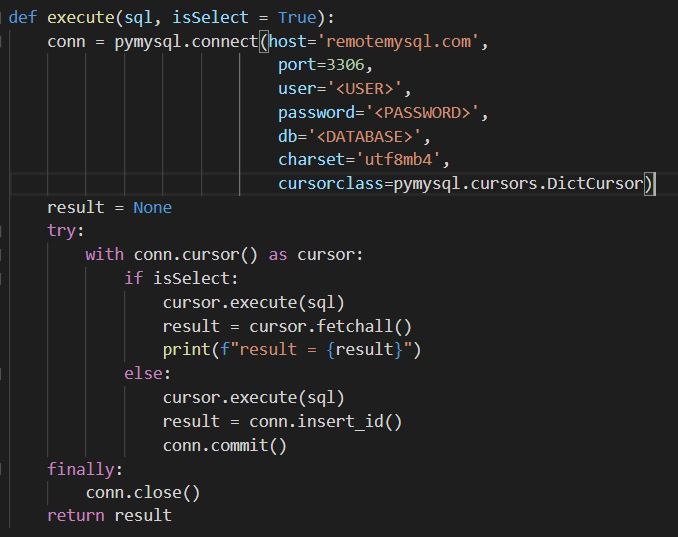 def execute(sql, isSelect = True):
    conn = pymysql.connect(host='remotemysql.com',
                           port=3306,
                           user='<USER>',
                           password='<PASSWORD>',
                           db='<DATABASE>',
                           charset='utf8mb4',
                           cursorclass=pymysql.cursors.DictCursor)
    result = None
    try:
        with conn.cursor() as cursor:
            if isSelect:
                cursor.execute(sql)
                result = cursor.fetchall()
                print(f"result = {result}")
            else:
                cursor.execute(sql)
                result = conn.insert_id()
                conn.commit()
    finally:
        conn.close()
    return result